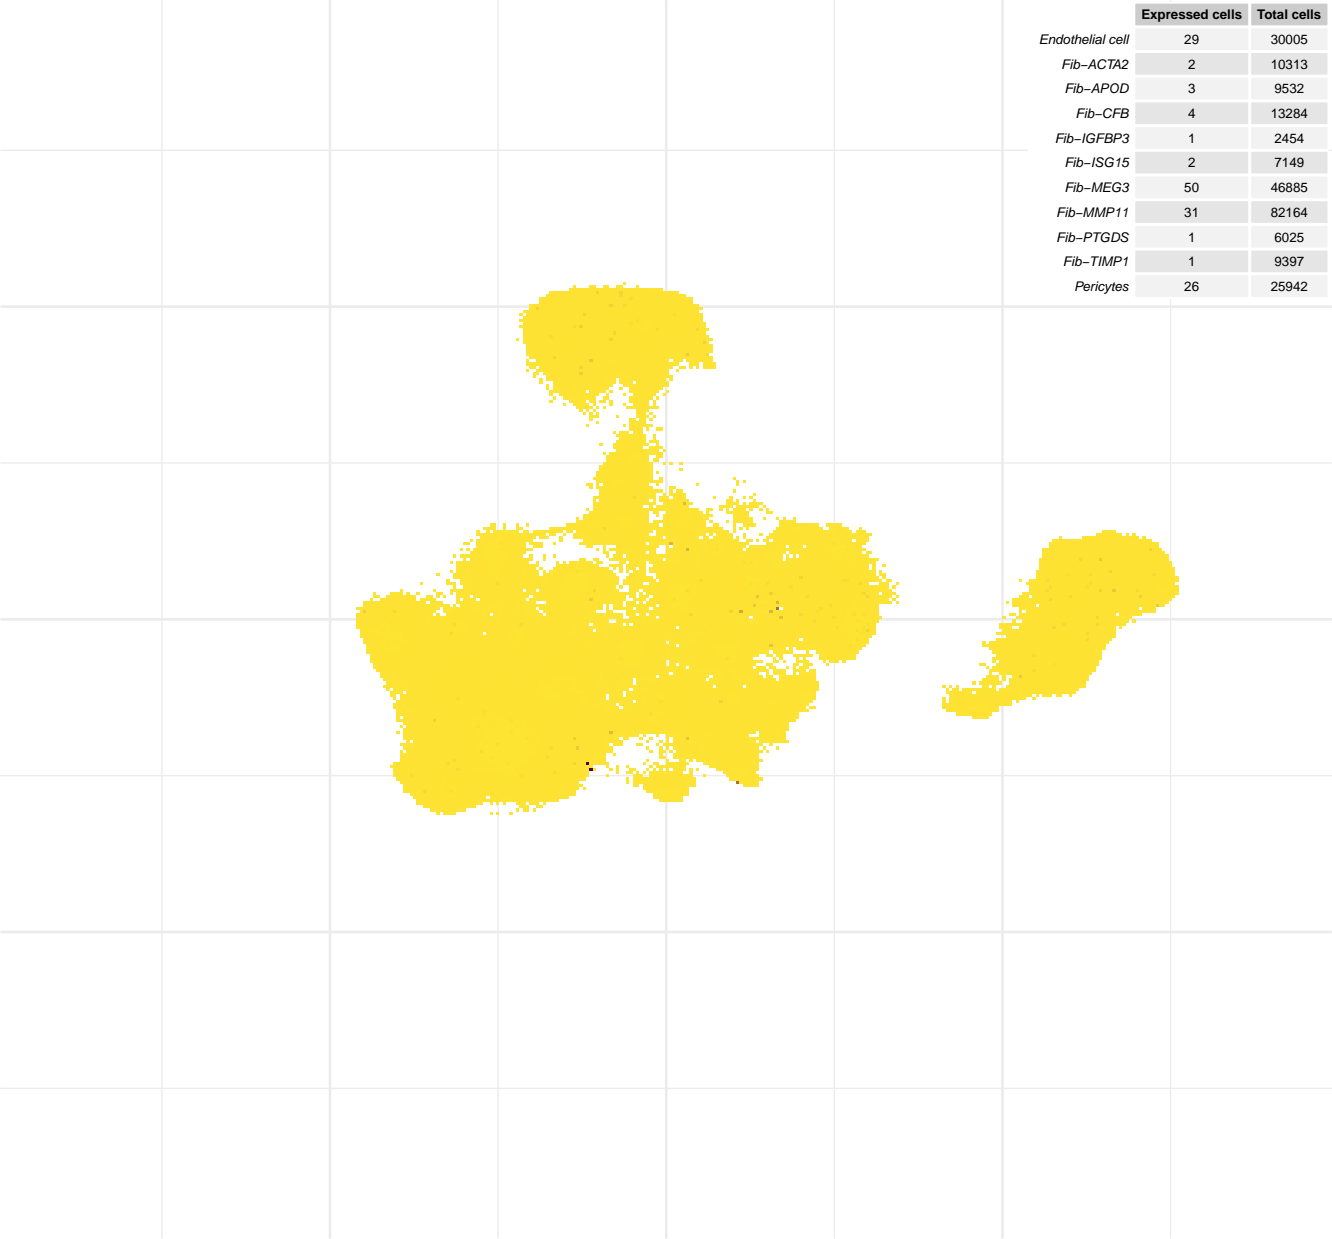 Expressed cells Total cells
Endothelial cell 29 30005
Fib−ACTA2 2 10313
Fib−APOD 3 9532
Fib−CFB 4 13284
Fib−IGFBP3 1 2454
Fib−ISG15 2 7149
Fib−MEG3 50 46885
Fib−MMP11 31 82164
Fib−PTGDS 1 6025
Fib−TIMP1 1 9397
Pericytes 26 25942